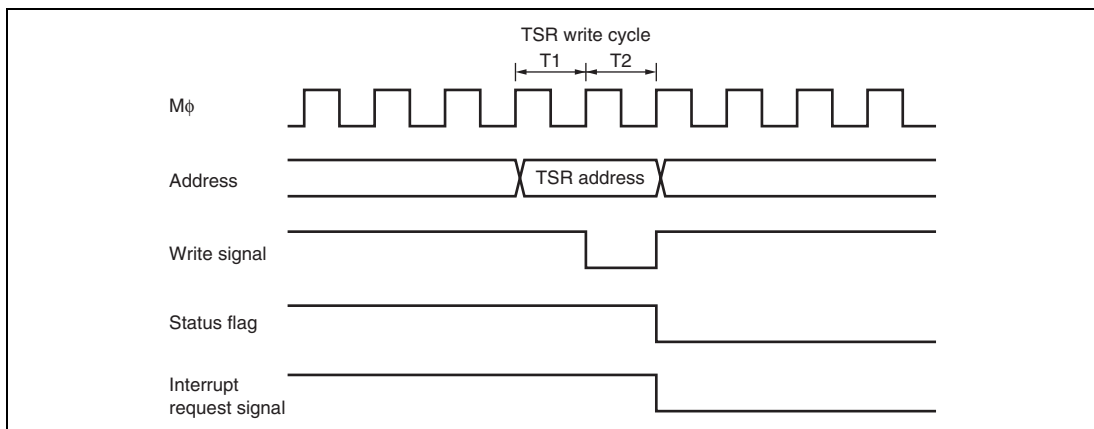 TSR write cycle
T1 T2
Mϕ
Address
TSR address
Write signal
Status flag
Interrupt
request signal